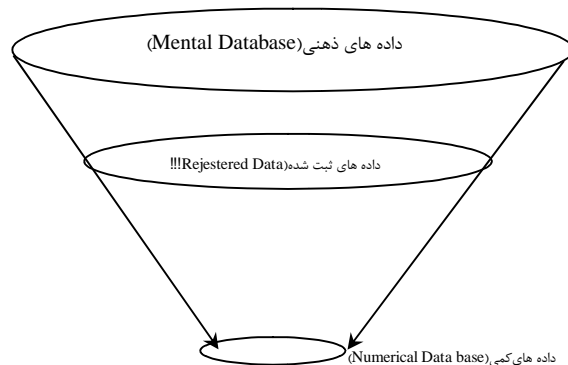 داده های ذهنی(Mental Database)
داده های ثبت شده(Rejestered Data!!!
داده های کمی(Numerical Data base)